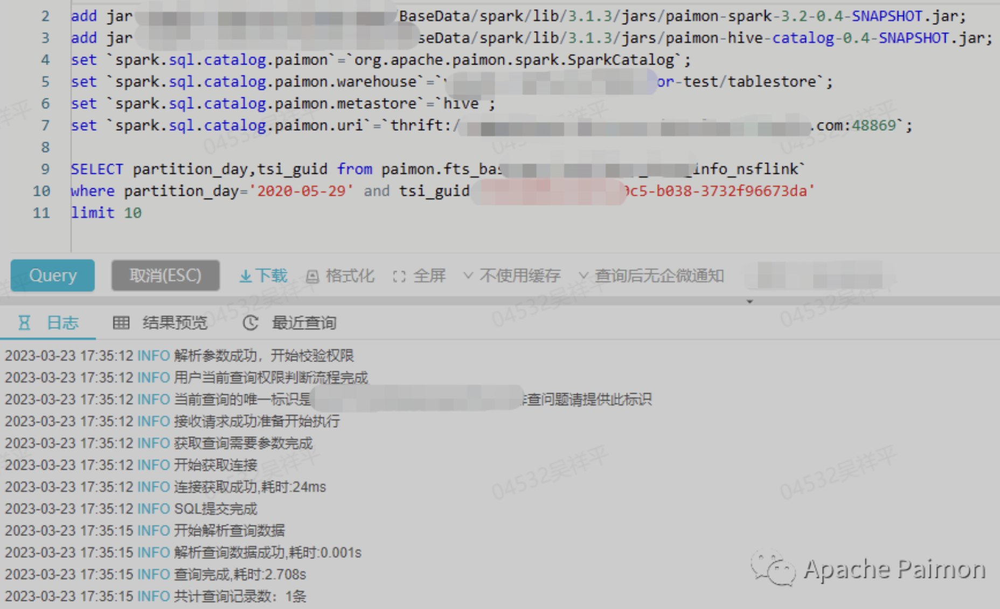 2 add jar /BaseData/spark/lib/3.1.3/jars/paimon-spark-3.2-0.4-SNAPSHOT.jar;
3 add jar seData/spark/lib/3.1.3/jars/paimon-hive-catalog-0.4-SNAPSHOT.jar;
4 set `spark.sql.catalog.paimon`=`org.apache.paimon.spark.SparkCatalog`;
5 set `spark.sql.catalog.paimon.warehouse`=` or-test/tablestore`;
6 set `spark.sql.catalog.paimon.metastore`=`hive`;
7 set `spark.sql.catalog.paimon.uri`=`thrift:/ .com:48869`;
8
9 SELECT partition_day,tsi_guid from paimon.fts_bas _info_nsflink`
10 where partition_day='2020-05-29' and tsi_guid c5-b038-3732f96673da'
11 limit 10
Query 取消(ESC) 下载 格式化 全屏 不使用缓存 查询后无企微通知
日志 结果预览 最近查询
2023-03-23 17:35:12 INFO 解析参数成功，开始校验权限
2023-03-23 17:35:12 INFO 用户当前查询权限判断流程完成
2023-03-23 17:35:12 INFO 当前查询的唯一标识是 查问题请提供此标识
2023-03-23 17:35:12 INFO 接收请求成功准备开始执行
2023-03-23 17:35:12 INFO 获取查询需要参数完成
2023-03-23 17:35:12 INFO 开始获取连接
2023-03-23 17:35:12 INFO 连接获取成功,耗时:24ms
2023-03-23 17:35:12 INFO SQL提交完成
2023-03-23 17:35:15 INFO 开始解析查询数据
2023-03-23 17:35:15 INFO 解析查询数据成功,耗时:0.001s
2023-03-23 17:35:15 INFO 查询完成,耗时:2.708s
2023-03-23 17:35:15 INFO 共计查询记录数：1条
04532吴祥平
Apache Paimon